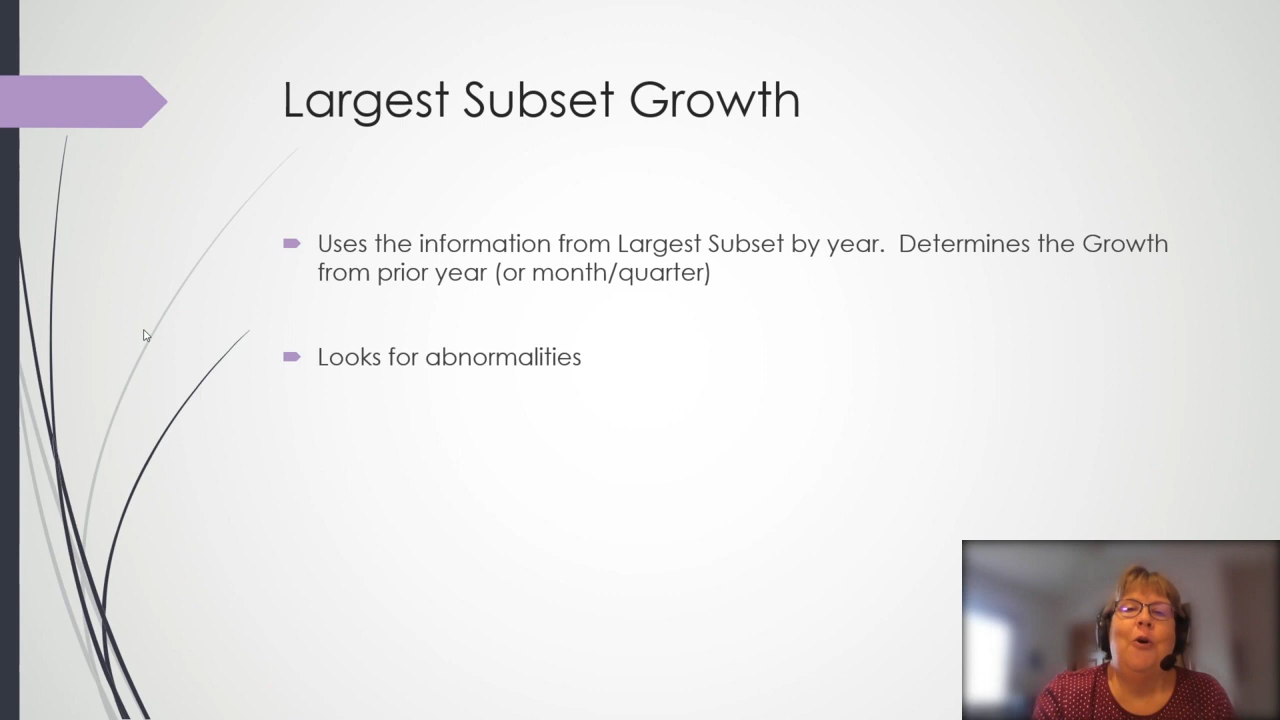 Largest Subset Growth
Uses the information from Largest Subset by year.  Determines the Growth
from prior year (or month/quarter)
Looks for abnormalities